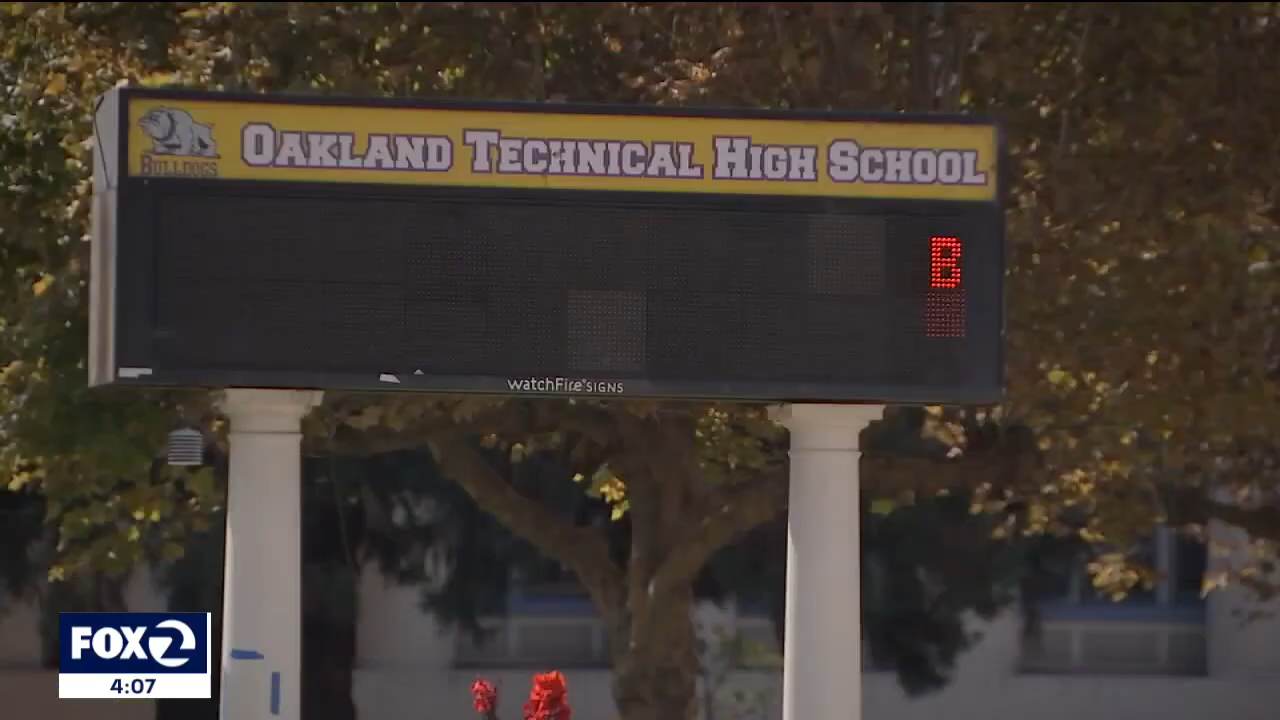 BULLDOGS
OAKLAND TECHNICAL HIGH SCHOOL
B
watchFire SIGNS
FOX 2
4:07